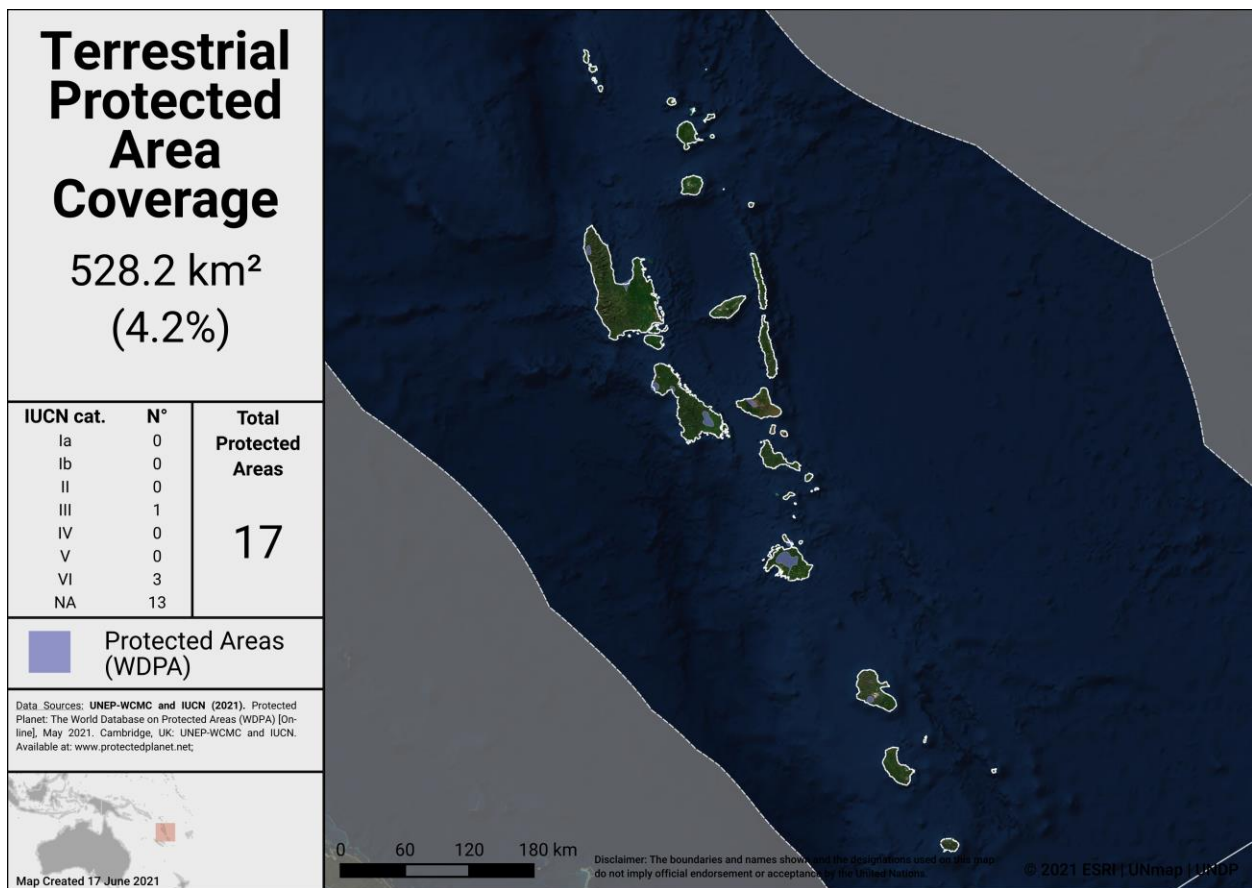 Terrestrial
Protected
Area
Coverage
528.2 km²
(4.2%)
IUCN cat. N°
Ia 0
Ib 0
II 0
III 1
IV 0
V 0
VI 3
NA 13
Total
Protected
Areas
17
Protected Areas
(WDPA)
Data Sources: UNEP-WCMC and IUCN (2021). Protected
Planet: The World Database on Protected Areas (WDPA) [On-
line], May 2021. Cambridge, UK: UNEP-WCMC and IUCN.
Available at: www.protectedplanet.net;
Map Created 17 June 2021
0 60 120 180 km
Disclaimer: The boundaries and names shown and the designations used on this map
do not imply official endorsement or acceptance by the United Nations.
© 2021 ESRI | UNmap | UNDP